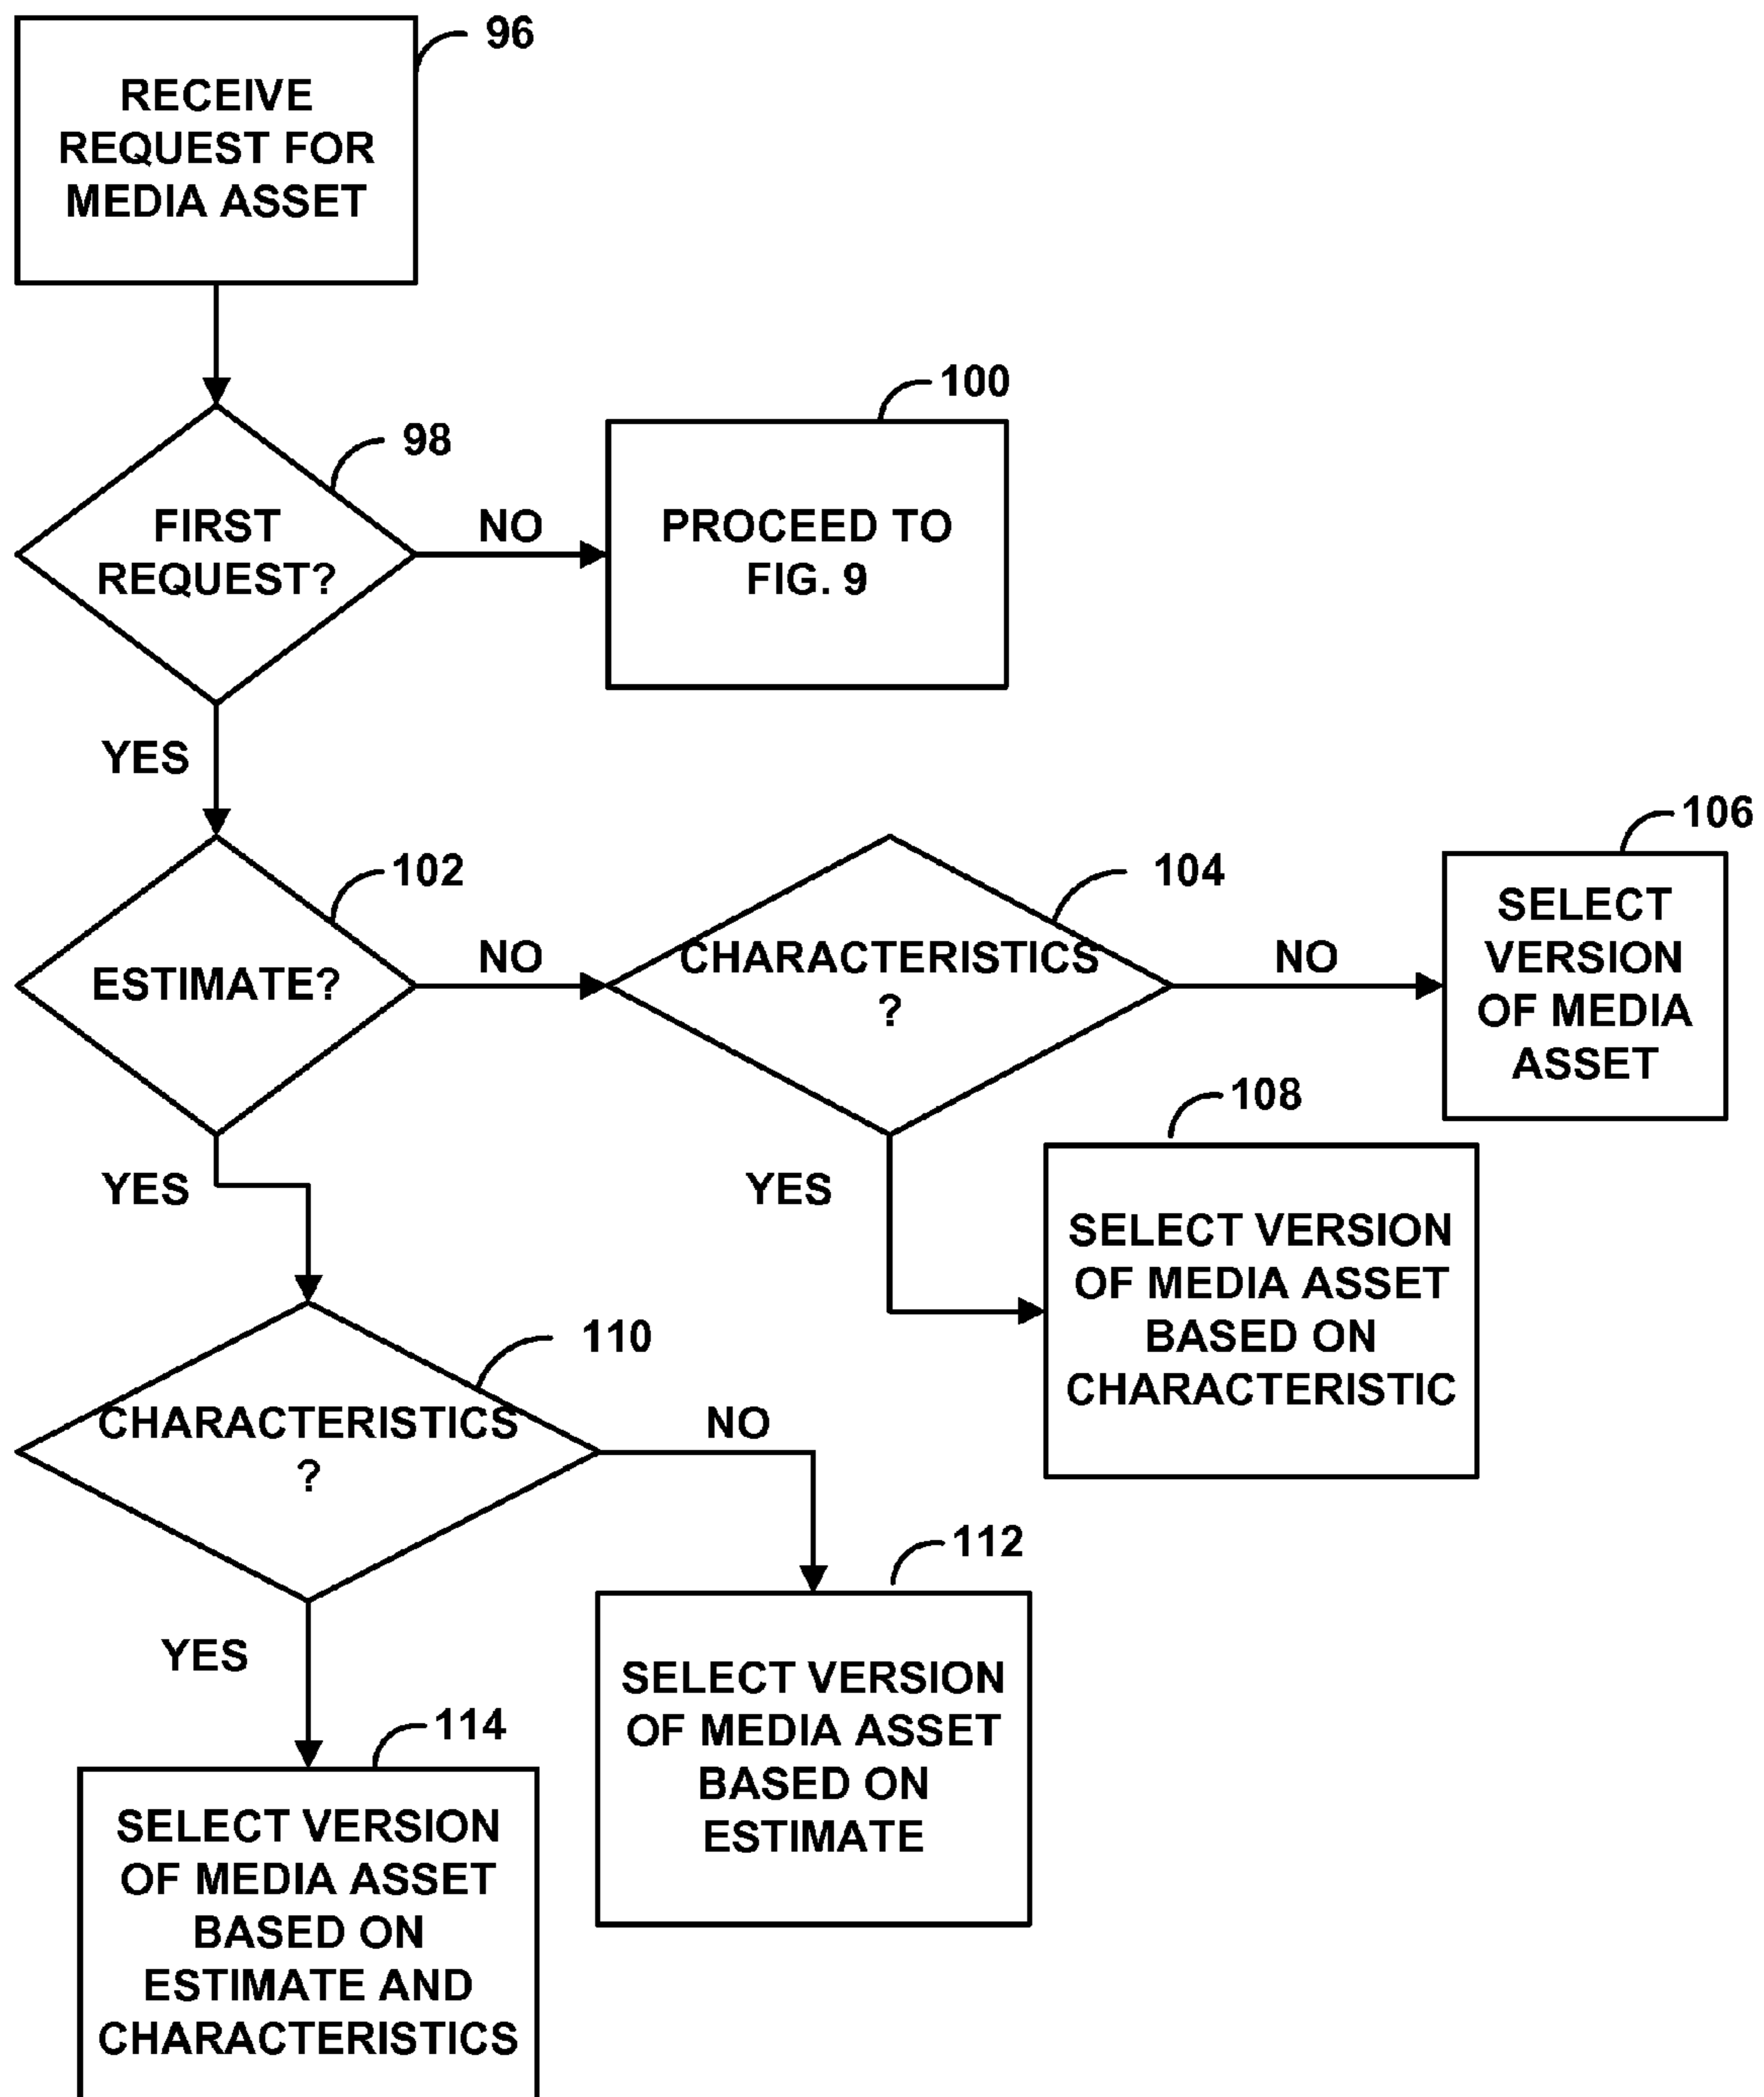 96
RECEIVE
REQUEST FOR
MEDIA ASSET
98
FIRST
REQUEST?
NO
100
PROCEED TO
FIG. 9
YES
102
ESTIMATE?
NO
104
CHARACTERISTICS
?
NO
106
SELECT
VERSION
OF MEDIA
ASSET
YES
108
SELECT VERSION
OF MEDIA ASSET
BASED ON
CHARACTERISTIC
YES
110
CHARACTERISTICS
?
NO
112
SELECT VERSION
OF MEDIA ASSET
BASED ON
ESTIMATE
YES
114
SELECT VERSION
OF MEDIA ASSET
BASED ON
ESTIMATE AND
CHARACTERISTICS